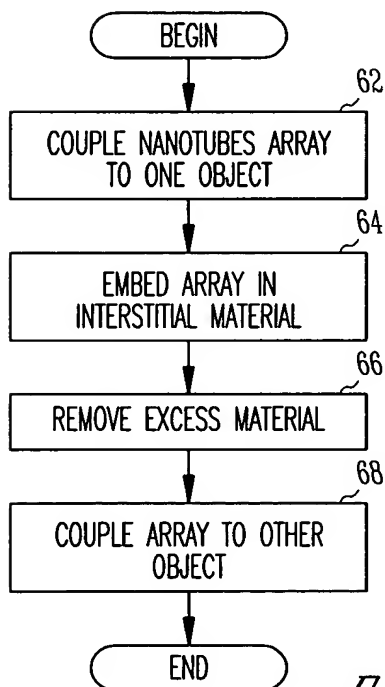 BEGIN
62
COUPLE NANOTUBES ARRAY
TO ONE OBJECT
64
EMBED ARRAY IN
INTERSTITIAL MATERIAL
66
REMOVE EXCESS MATERIAL
68
COUPLE ARRAY TO OTHER
OBJECT
END